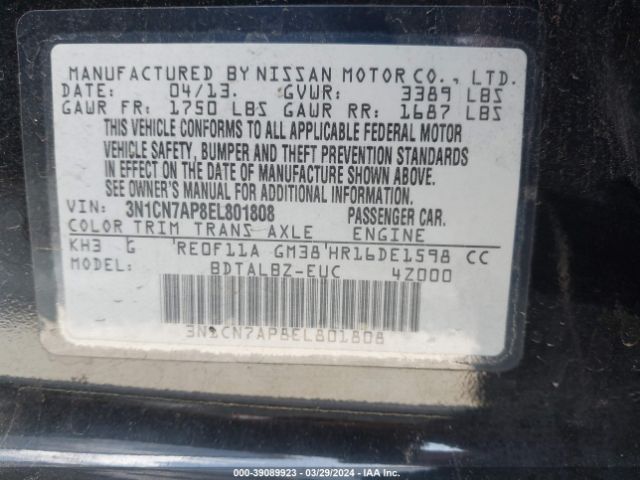 MANUFACTURED BY NISSAN MOTOR CO., LTD.
DATE: 04/13. GVWR: 3389 LBS
GAWR FR: 1750 LBS GAWR RR: 1687 LBS
THIS VEHICLE CONFORMS TO ALL APPLICABLE FEDERAL MOTOR
VEHICLE SAFETY, BUMPER AND THEFT PREVENTION STANDARDS
IN EFFECT ON THE DATE OF MANUFACTURE SHOWN ABOVE.
SEE OWNER'S MANUAL FOR ADDITIONAL INFORMATION.
VIN: 3N1CN7AP8EL801808 PASSENGER CAR.
COLOR TRIM TRANS AXLE ENGINE
KH3 G 'RE0F11A GM38'HR16DE1598 CC
MODEL: BDTALBZ-EUC 4Z000
3N1CN7AP8EL801808
000-39089923 - 03/29/2024 - IAA Inc.